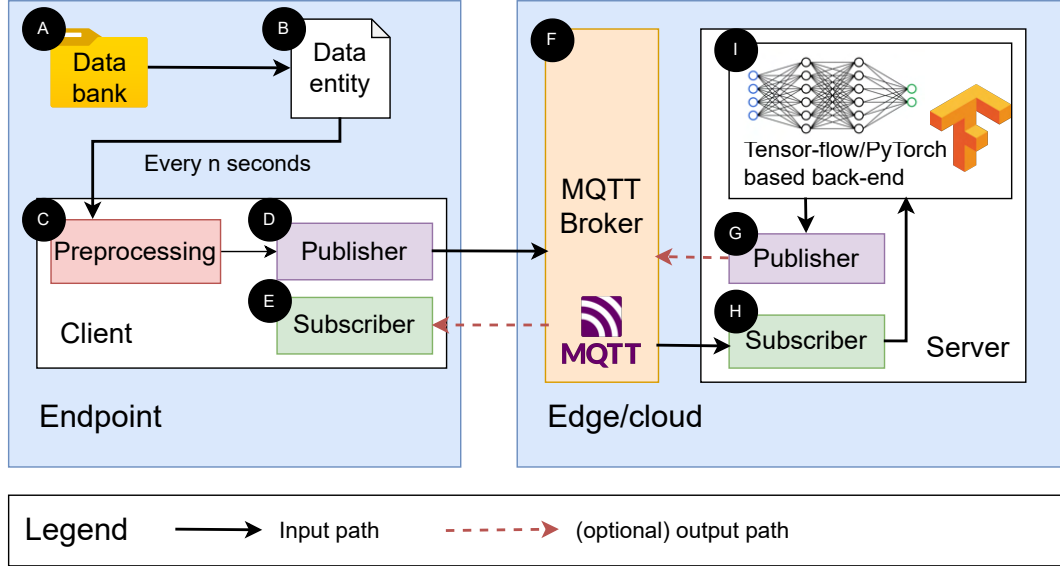 A
Data
bank
B
Data
entity
Every n seconds
C
Preprocessing
D
Publisher
E
Subscriber
Client
Endpoint
F
MQTT
Broker
MQTT
I
Tensor-flow/PyTorch
based back-end
G
Publisher
H
Subscriber
Server
Edge/cloud
Legend
Input path
(optional) output path